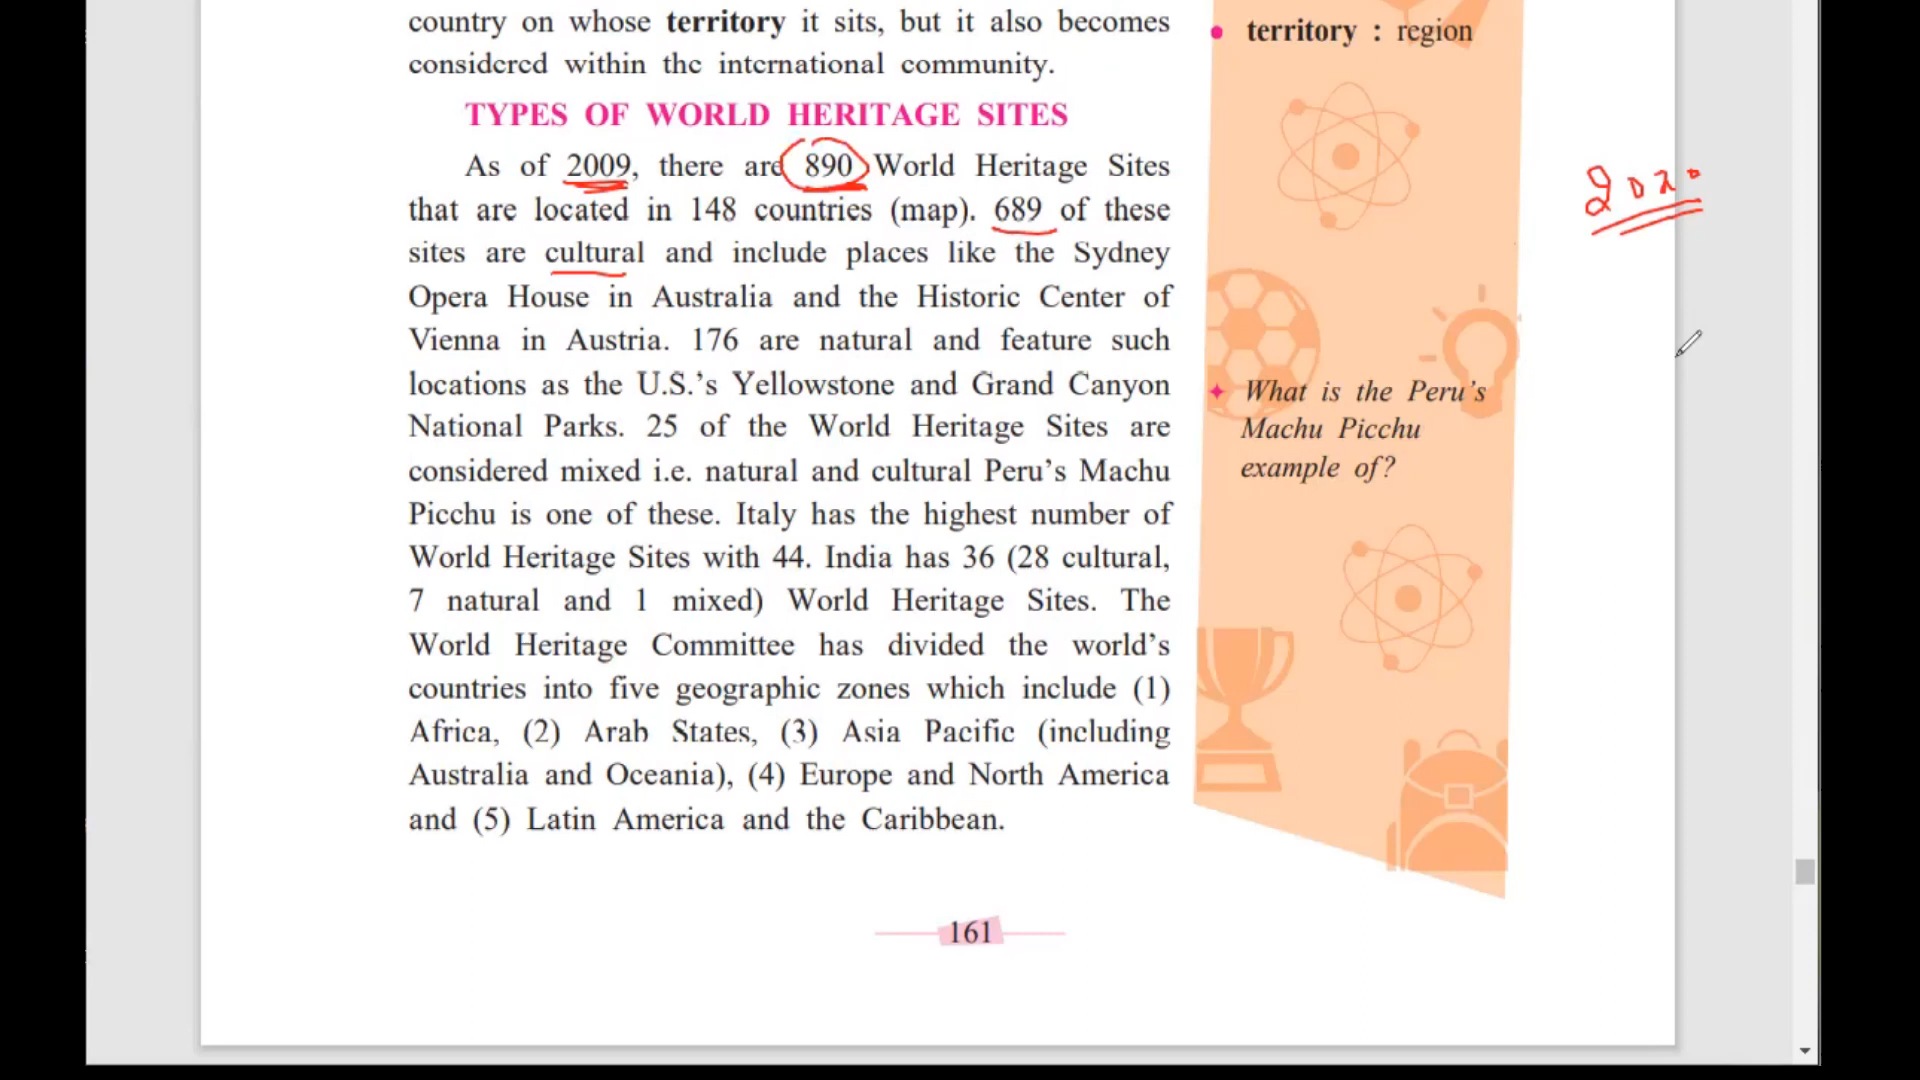 country on whose territory it sits, but it also becomes
considered within the international community.
TYPES OF WORLD HERITAGE SITES
As of 2009, there are 890 World Heritage Sites
that are located in 148 countries (map). 689 of these
sites are cultural and include places like the Sydney
Opera House in Australia and the Historic Center of
Vienna in Austria. 176 are natural and feature such
locations as the U.S.'s Yellowstone and Grand Canyon
National Parks. 25 of the World Heritage Sites are
considered mixed i.e. natural and cultural Peru's Machu
Picchu is one of these. Italy has the highest number of
World Heritage Sites with 44. India has 36 (28 cultural,
7 natural and 1 mixed) World Heritage Sites. The
World Heritage Committee has divided the world's
countries into five geographic zones which include (1)
Africa, (2) Arab States, (3) Asia Pacific (including
Australia and Oceania), (4) Europe and North America
and (5) Latin America and the Caribbean.
161
• territory : region
What is the Peru's
Machu Picchu
example of?
2020